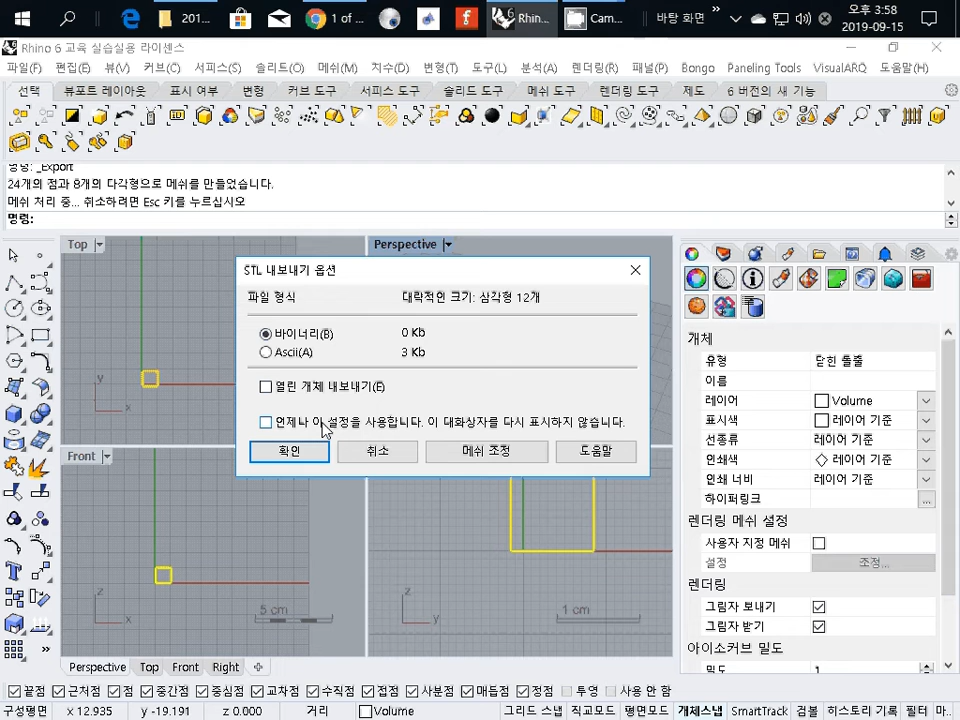 201...
1 of ...
Rhin...
Cam...
바탕 화면
오후 3:58
2019-09-15
Rhino 6 교육 실습실용 라이센스
파일(F) 편집(E) 뷰(V) 커브(C) 서피스(S) 솔리드(O) 메쉬(M) 치수(D) 변형(T) 도구(L) 분석(A) 렌더링(R) 패널(P) Bongo Paneling Tools VisualARQ 도움말(H)
선택 뷰포트 레이아웃 표시 여부 변형 커브 도구 서피스 도구 솔리드 도구 메쉬 도구 렌더링 도구 제도 6 버전의 새 기능
명령: _Export
24개의 점과 8개의 다각형으로 메쉬를 만들었습니다.
메쉬 처리 중... 취소하려면 Esc 키를 누르십시오
명령:
Top
Perspective
STL 내보내기 옵션
파일 형식 대략적인 크기: 삼각형 12개
바이너리(B) 0 Kb
Ascii(A) 3 Kb
열린 개체 내보내기(E)
언제나 이 설정을 사용합니다. 이 대화상자를 다시 표시하지 않습니다.
확인 취소 메쉬 조정 도움말
y
x
Front
z
x
5 cm
z
y
1 cm
개체
유형 닫힌 돌출
이름
레이어 Volume
표시색 레이어 기준
선종류 레이어 기준
인쇄색 레이어 기준
인쇄 너비 레이어 기준
하이퍼링크 ...
렌더링 메쉬 설정
사용자 지정 메쉬
설정 조정...
렌더링
그림자 보내기
그림자 받기
아이소커브 밀도
밀도 1
Perspective Top Front Right
끝점 근처점 점 중간점 중심점 교차점 수직점 접점 사분점 매듭점 정점 투영 사용 안 함
구성평면 x 12.935 y -19.191 z 0.000 거리 Volume 그리드 스냅 직교모드 평면모드 개체스냅 SmartTrack 검볼 히스토리 기록 필터 마..